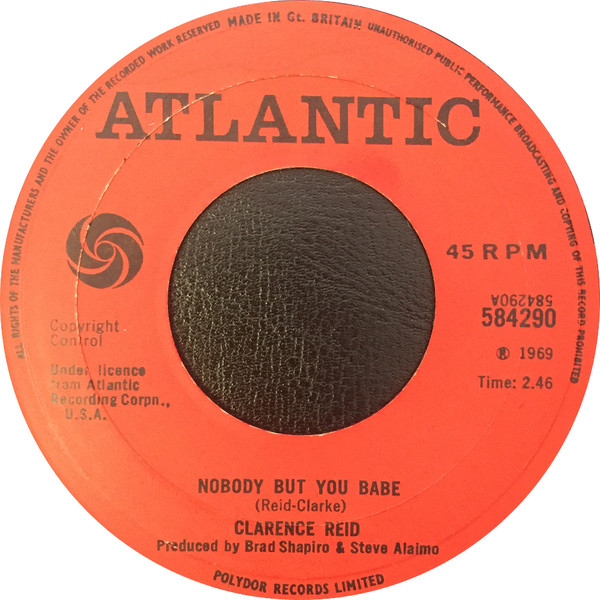 ALL RIGHTS OF THE MANUFACTURERS AND THE OWNER OF THE RECORDED WORK RESERVED MADE IN Gt. BRITAIN UNAUTHORISED PUBLIC PERFORMANCE BROADCASTING AND COPYING OF THIS RECORD PROHIBITED
ATLANTIC
45 RPM
584290A
584290
Copyright
Control
℗ 1969
Under licence
from Atlantic
Recording Corpn.,
U.S.A.
Time: 2.46
NOBODY BUT YOU BABE
(Reid-Clarke)
CLARENCE REID
Produced by Brad Shapiro & Steve Alaimo
POLYDOR RECORDS LIMITED